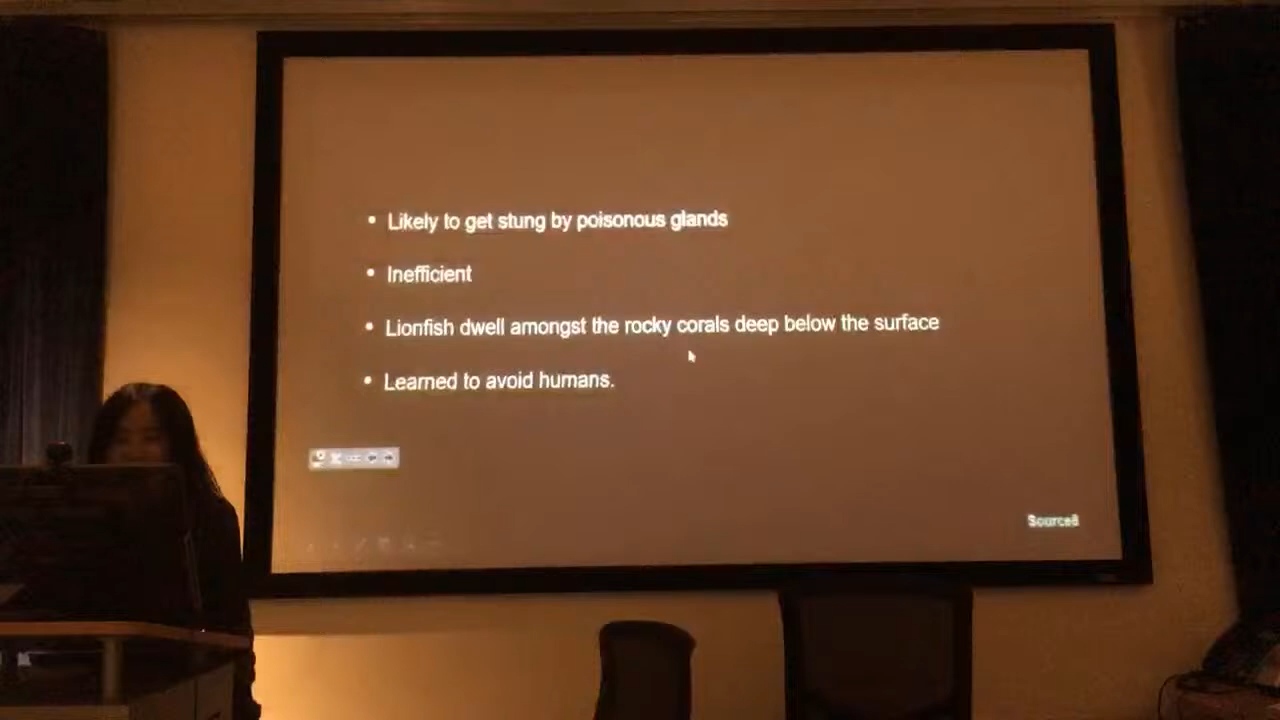 • Likely to get stung by poisonous glands
• Inefficient
• Lionfish dwell amongst the rocky corals deep below the surface
• Learned to avoid humans.
Source8